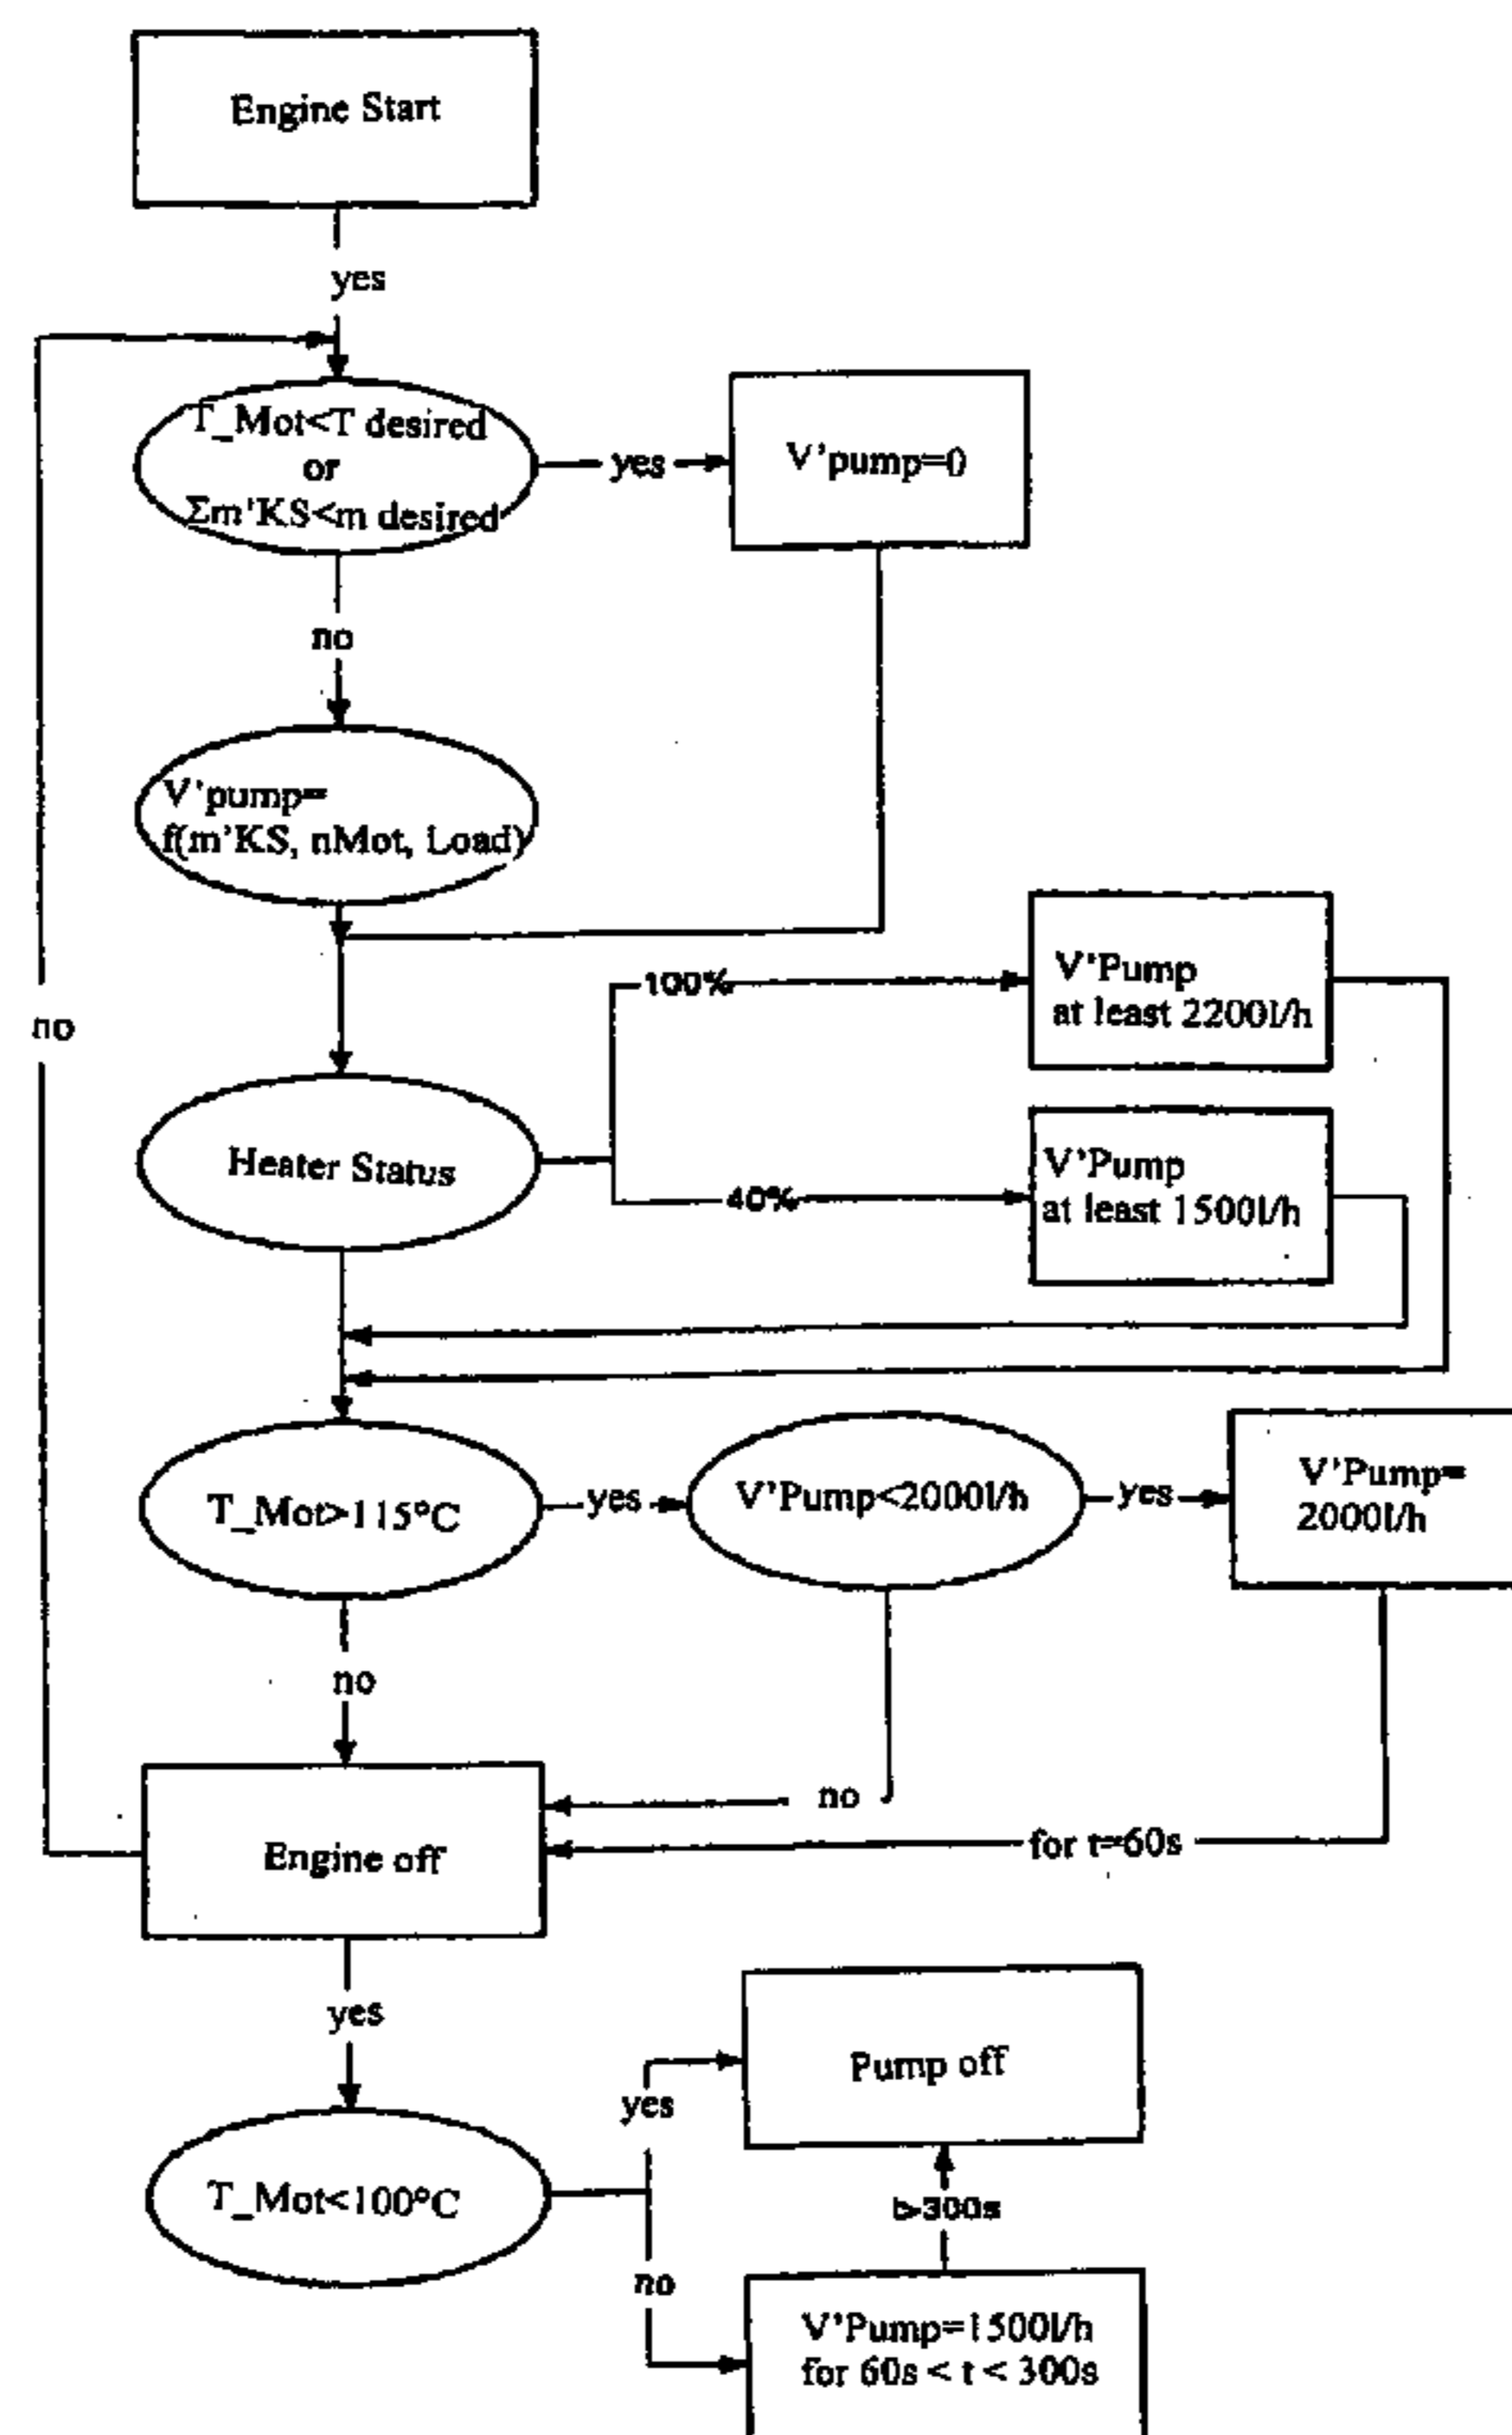 Engine Start
yes
T_Mot<T desired
or
Σm'KS<m desired
yes
V'pump=0
no
V'pump=
f(m'KS, nMot, Load)
no
100%
V'Pump
at least 2200l/h
Heater Status
40%
V'Pump
at least 1500l/h
T_Mot>115°C
yes
V'Pump<2000l/h
yes
V'Pump=
2000l/h
no
no
for t=60s
Engine off
yes
Pump off
yes
T_Mot<100°C
t>300s
no
V'Pump=1500l/h
for 60s < t < 300s